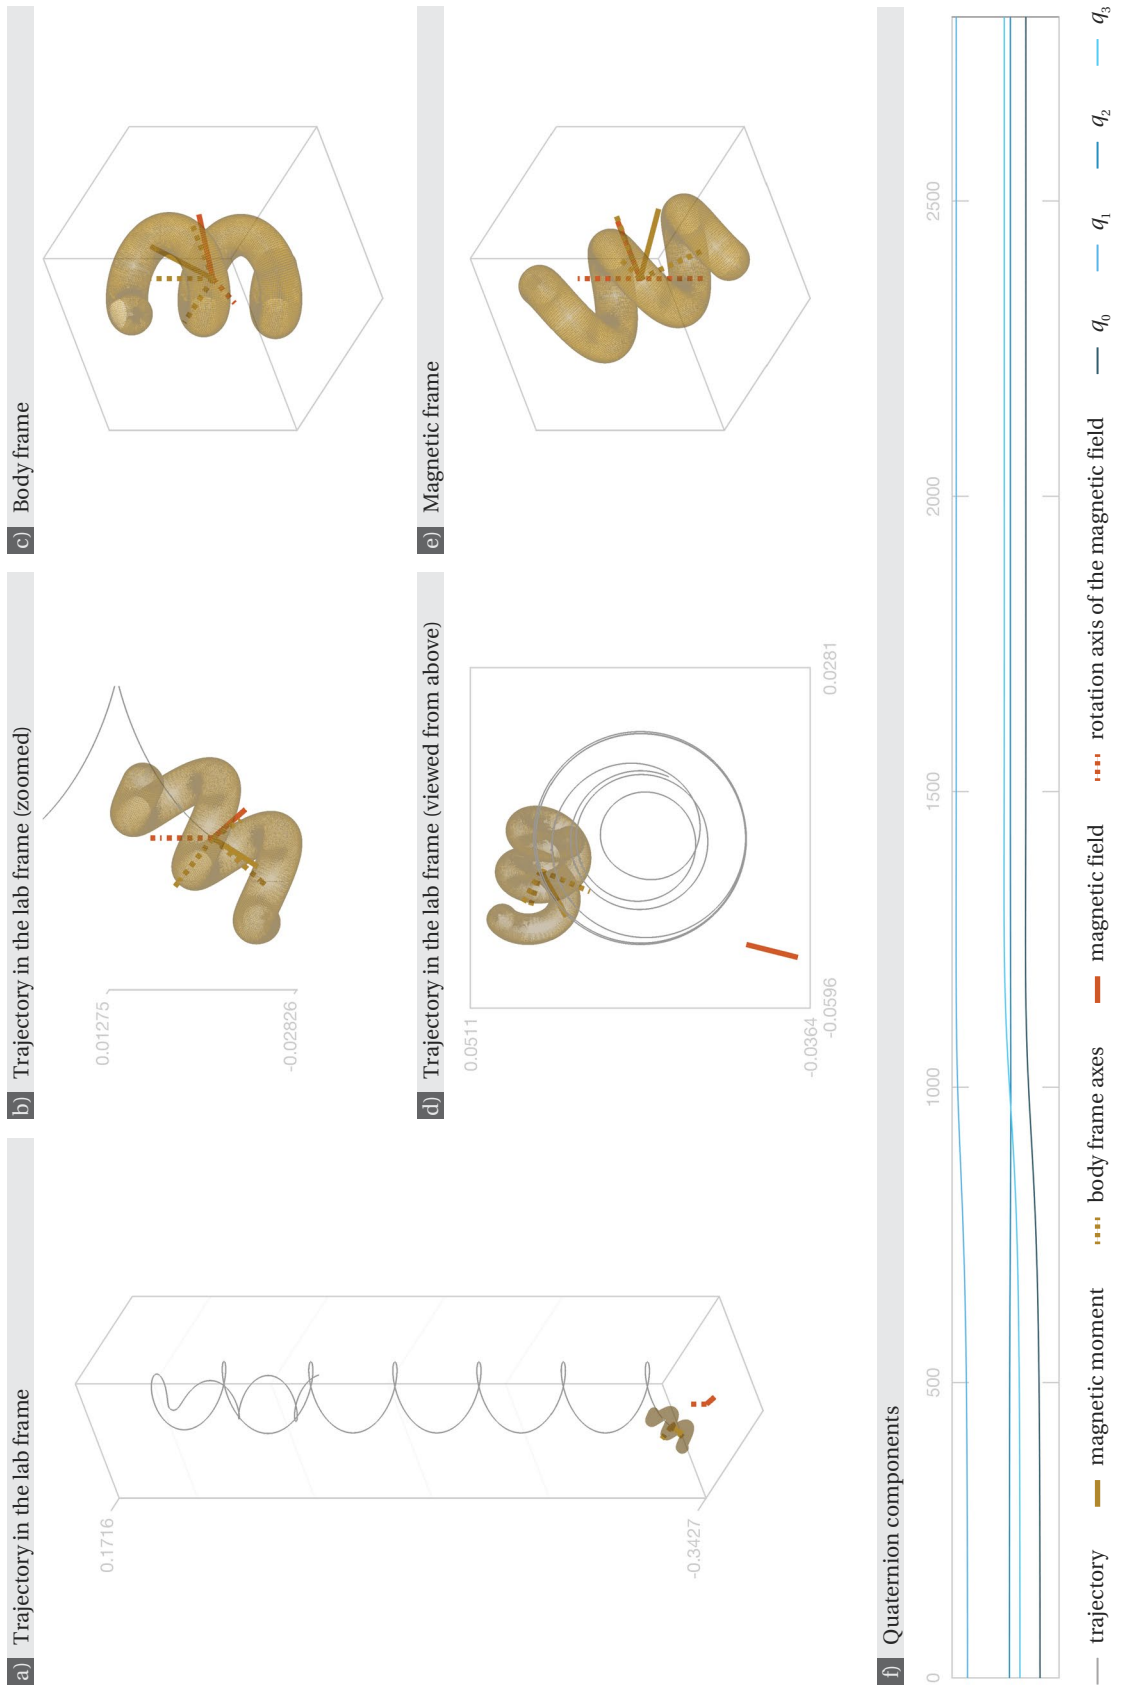 a) Trajectory in the lab frame
0.1716
-0.3427
b) Trajectory in the lab frame (zoomed)
0.01275
-0.02826
c) Body frame
d) Trajectory in the lab frame (viewed from above)
0.0511
-0.0364
-0.0596
0.0281
e) Magnetic frame
f) Quaternion components
0 500 1000 1500 2000 2500
trajectory magnetic moment body frame axes magnetic field rotation axis of the magnetic field q₀ q₁ q₂ q₃